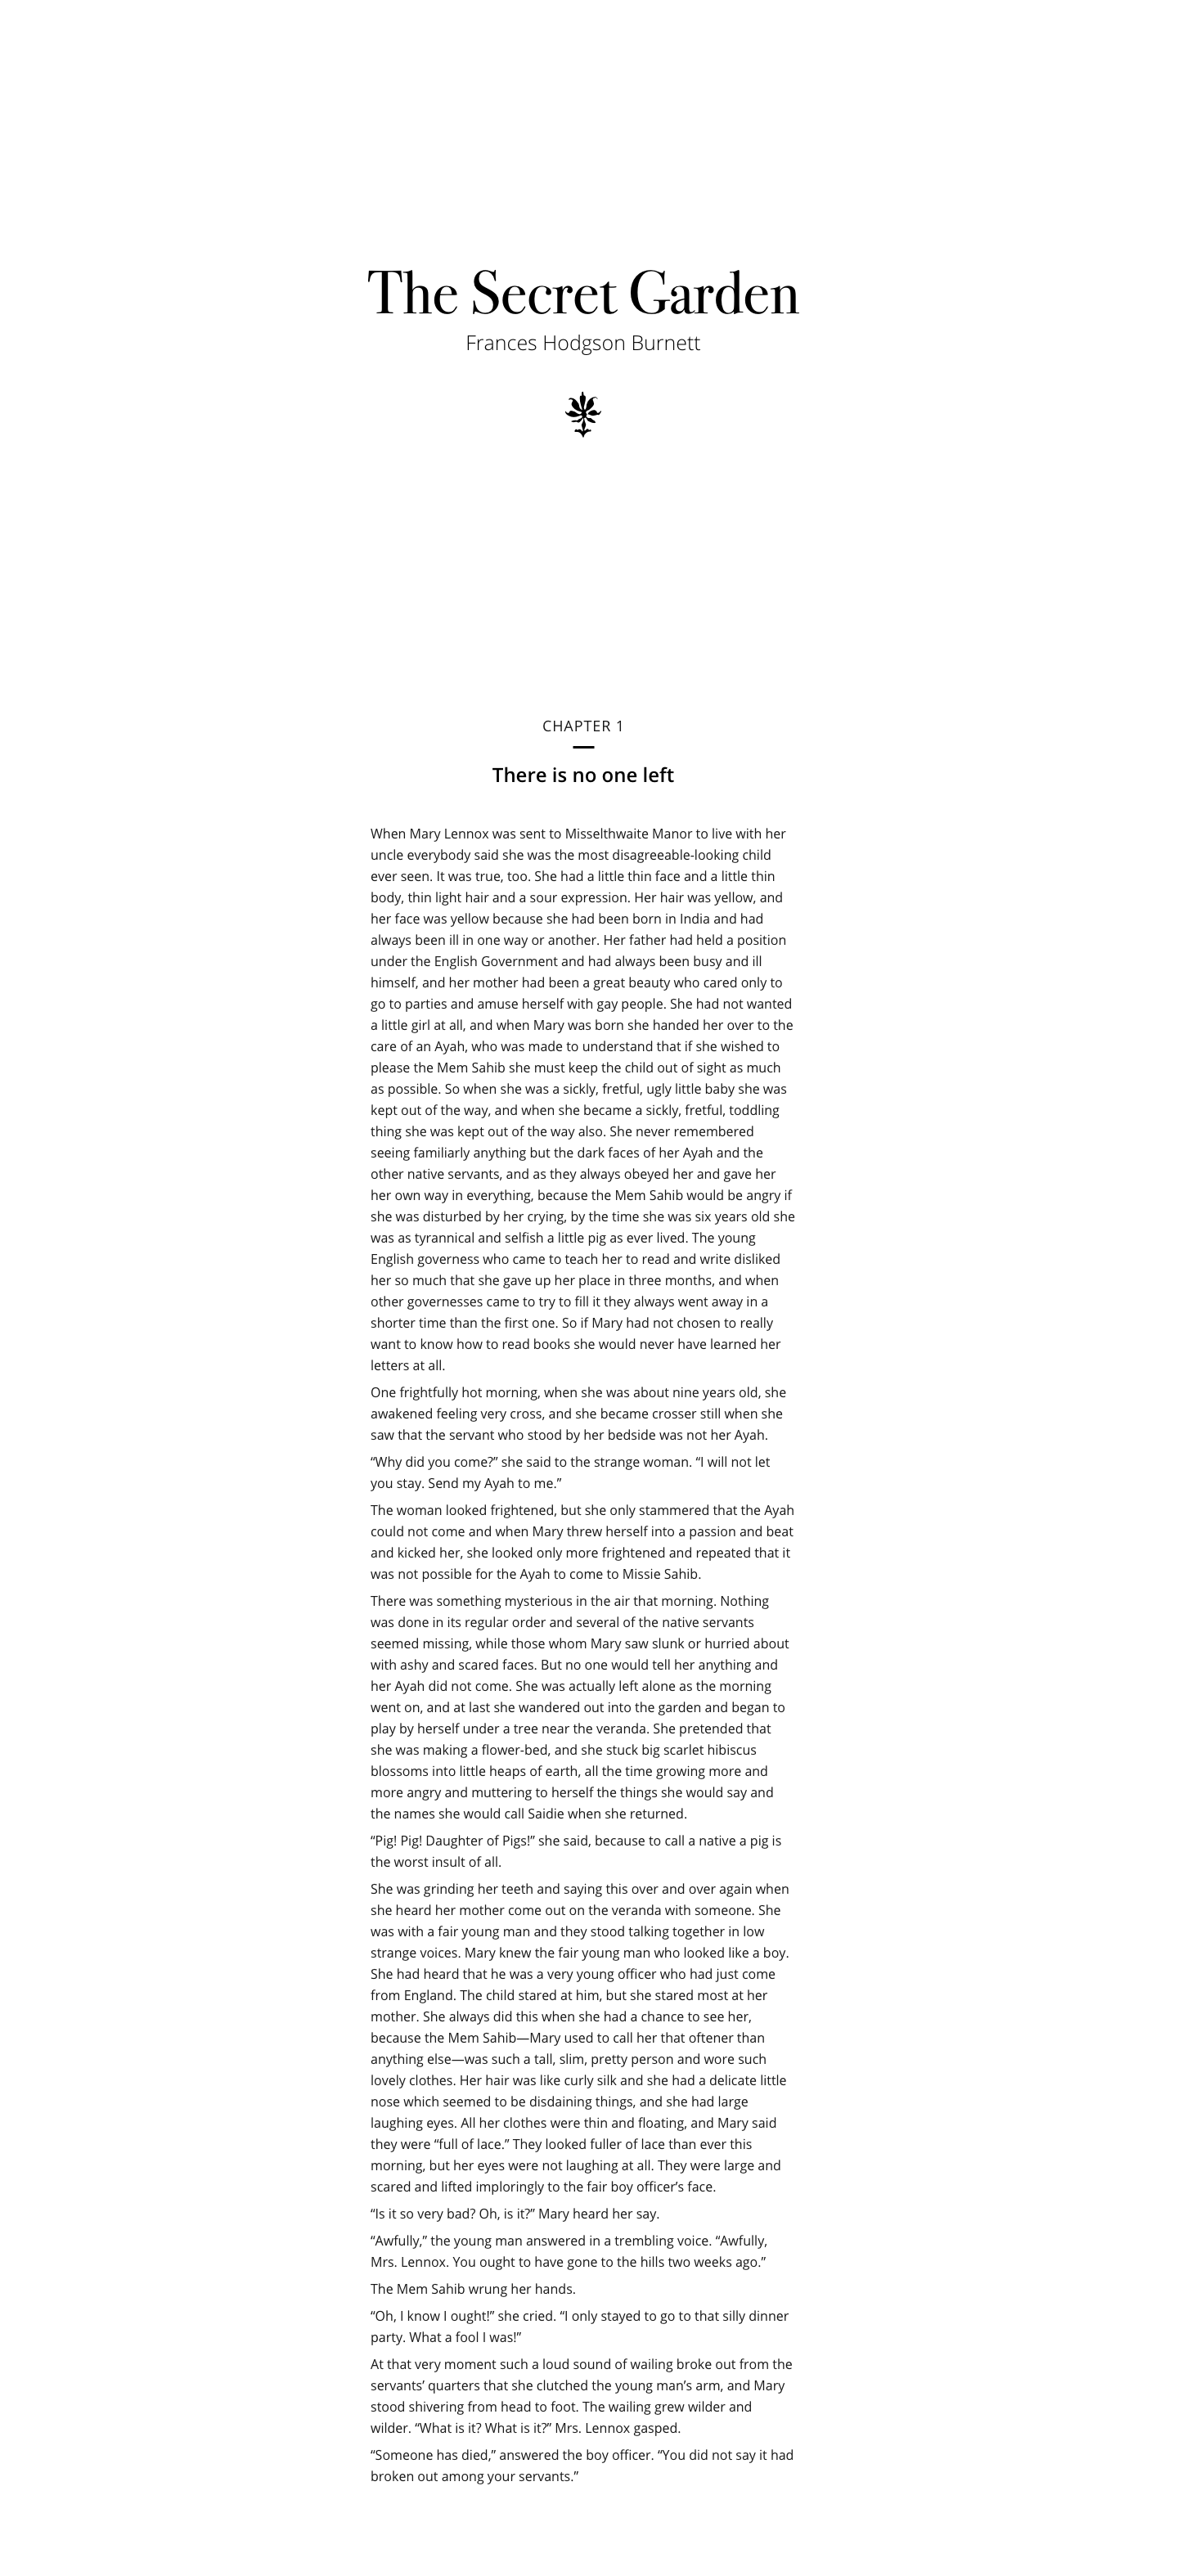 The Secret Garden
Frances Hodgson Burnett
CHAPTER 1
There is no one left
When Mary Lennox was sent to Misselthwaite Manor to live with her
uncle everybody said she was the most disagreeable-looking child
ever seen. It was true, too. She had a little thin face and a little thin
body, thin light hair and a sour expression. Her hair was yellow, and
her face was yellow because she had been born in India and had
always been ill in one way or another. Her father had held a position
under the English Government and had always been busy and ill
himself, and her mother had been a great beauty who cared only to
go to parties and amuse herself with gay people. She had not wanted
a little girl at all, and when Mary was born she handed her over to the
care of an Ayah, who was made to understand that if she wished to
please the Mem Sahib she must keep the child out of sight as much
as possible. So when she was a sickly, fretful, ugly little baby she was
kept out of the way, and when she became a sickly, fretful, toddling
thing she was kept out of the way also. She never remembered
seeing familiarly anything but the dark faces of her Ayah and the
other native servants, and as they always obeyed her and gave her
her own way in everything, because the Mem Sahib would be angry if
she was disturbed by her crying, by the time she was six years old she
was as tyrannical and selfish a little pig as ever lived. The young
English governess who came to teach her to read and write disliked
her so much that she gave up her place in three months, and when
other governesses came to try to fill it they always went away in a
shorter time than the first one. So if Mary had not chosen to really
want to know how to read books she would never have learned her
letters at all.
One frightfully hot morning, when she was about nine years old, she
awakened feeling very cross, and she became crosser still when she
saw that the servant who stood by her bedside was not her Ayah.
“Why did you come?” she said to the strange woman. “I will not let
you stay. Send my Ayah to me.”
The woman looked frightened, but she only stammered that the Ayah
could not come and when Mary threw herself into a passion and beat
and kicked her, she looked only more frightened and repeated that it
was not possible for the Ayah to come to Missie Sahib.
There was something mysterious in the air that morning. Nothing
was done in its regular order and several of the native servants
seemed missing, while those whom Mary saw slunk or hurried about
with ashy and scared faces. But no one would tell her anything and
her Ayah did not come. She was actually left alone as the morning
went on, and at last she wandered out into the garden and began to
play by herself under a tree near the veranda. She pretended that
she was making a flower-bed, and she stuck big scarlet hibiscus
blossoms into little heaps of earth, all the time growing more and
more angry and muttering to herself the things she would say and
the names she would call Saidie when she returned.
“Pig! Pig! Daughter of Pigs!” she said, because to call a native a pig is
the worst insult of all.
She was grinding her teeth and saying this over and over again when
she heard her mother come out on the veranda with someone. She
was with a fair young man and they stood talking together in low
strange voices. Mary knew the fair young man who looked like a boy.
She had heard that he was a very young officer who had just come
from England. The child stared at him, but she stared most at her
mother. She always did this when she had a chance to see her,
because the Mem Sahib—Mary used to call her that oftener than
anything else—was such a tall, slim, pretty person and wore such
lovely clothes. Her hair was like curly silk and she had a delicate little
nose which seemed to be disdaining things, and she had large
laughing eyes. All her clothes were thin and floating, and Mary said
they were “full of lace.” They looked fuller of lace than ever this
morning, but her eyes were not laughing at all. They were large and
scared and lifted imploringly to the fair boy officer’s face.
“Is it so very bad? Oh, is it?” Mary heard her say.
“Awfully,” the young man answered in a trembling voice. “Awfully,
Mrs. Lennox. You ought to have gone to the hills two weeks ago.”
The Mem Sahib wrung her hands.
“Oh, I know I ought!” she cried. “I only stayed to go to that silly dinner
party. What a fool I was!”
At that very moment such a loud sound of wailing broke out from the
servants’ quarters that she clutched the young man’s arm, and Mary
stood shivering from head to foot. The wailing grew wilder and
wilder. “What is it? What is it?” Mrs. Lennox gasped.
“Someone has died,” answered the boy officer. “You did not say it had
broken out among your servants.”